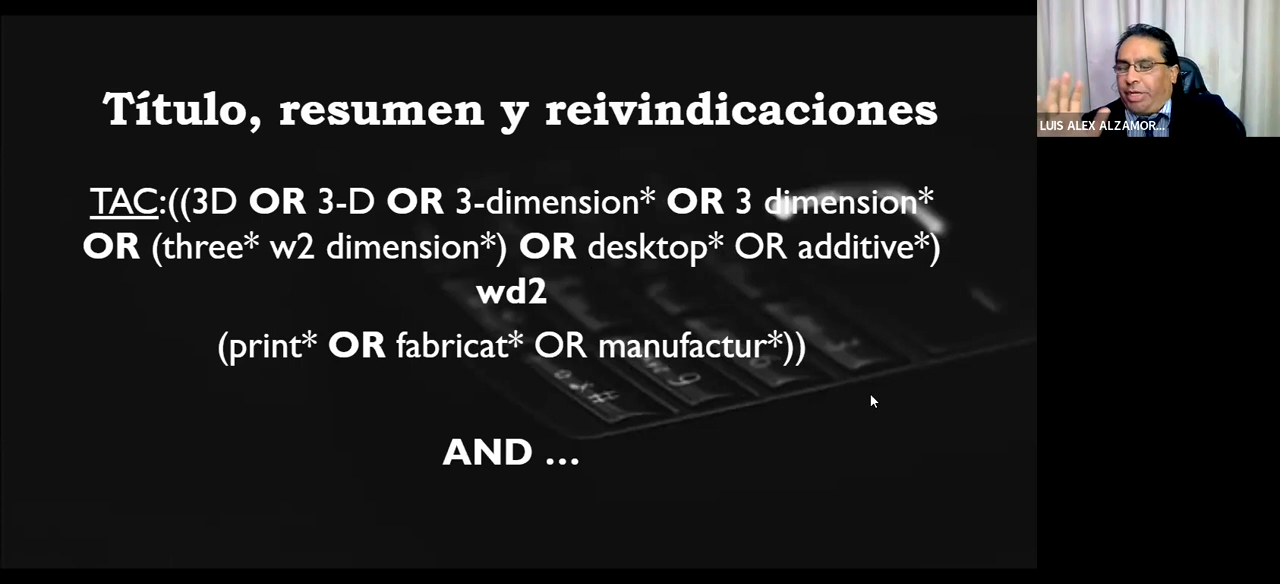 Título, resumen y reivindicaciones
TAC:((3D OR 3-D OR 3-dimension* OR 3 dimension*
OR (three* w2 dimension*) OR desktop* OR additive*)
wd2
(print* OR fabricat* OR manufactur*))
AND ...
LUIS ALEX ALZAMOR...